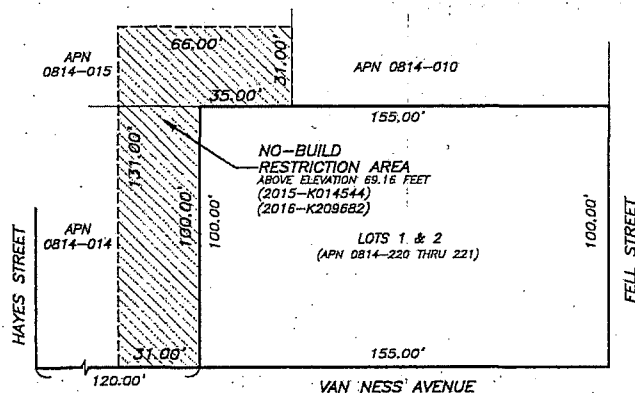 APN
0814-015
66.00'
31.00'
35.00'
APN 0814-010
155.00'
131.00'
NO-BUILD
RESTRICTION AREA
ABOVE ELEVATION 69.16 FEET
(2015-K014544)
(2016-K209682)
HAYES STREET
APN
0814-014
100.00'
100.00'
LOTS 1 & 2
(APN 0814-220 THRU 221)
100.00'
FELL STREET
31.00'
155.00'
120.00'
VAN NESS AVENUE